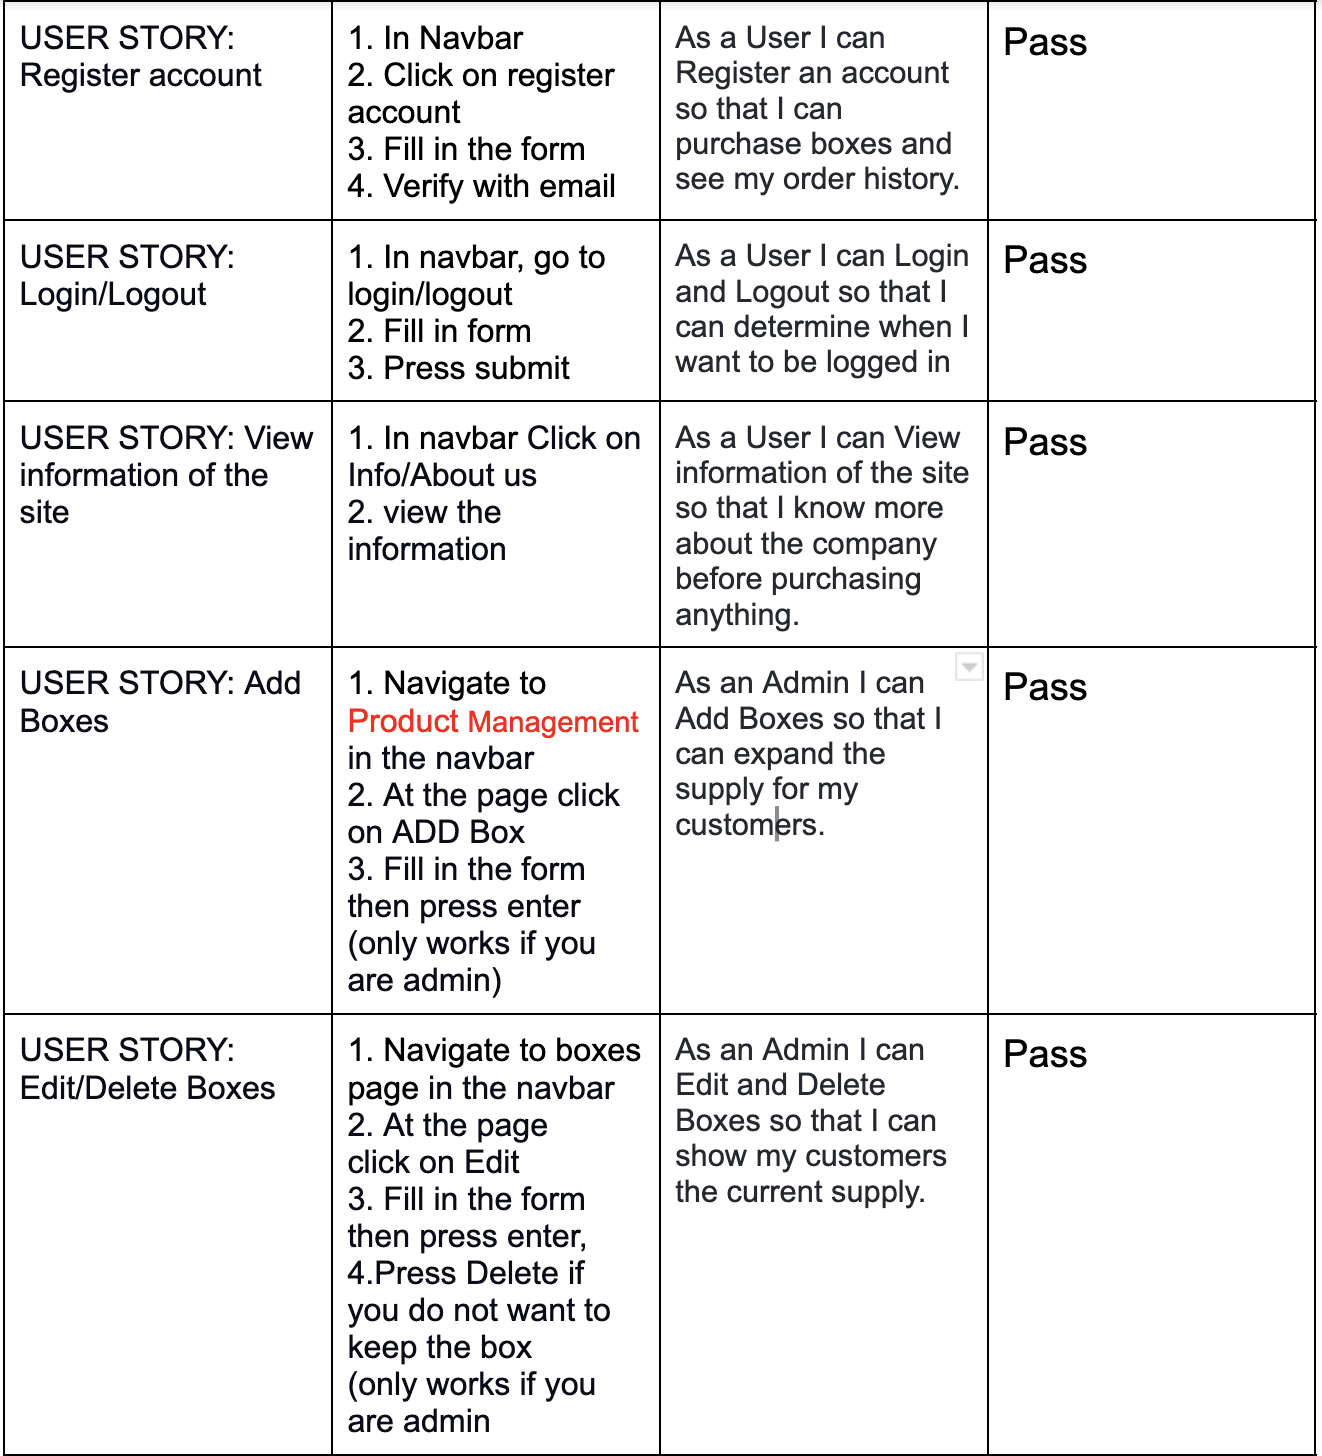 USER STORY:
Register account
1. In Navbar
2. Click on register
account
3. Fill in the form
4. Verify with email
As a User I can
Register an account
so that I can
purchase boxes and
see my order history.
Pass
USER STORY:
Login/Logout
1. In navbar, go to
login/logout
2. Fill in form
3. Press submit
As a User I can Login
and Logout so that I
can determine when I
want to be logged in
Pass
USER STORY: View
information of the
site
1. In navbar Click on
Info/About us
2. view the
information
As a User I can View
information of the site
so that I know more
about the company
before purchasing
anything.
Pass
USER STORY: Add
Boxes
1. Navigate to
Product Management
in the navbar
2. At the page click
on ADD Box
3. Fill in the form
then press enter
(only works if you
are admin)
As an Admin I can
Add Boxes so that I
can expand the
supply for my
customers.
Pass
USER STORY:
Edit/Delete Boxes
1. Navigate to boxes
page in the navbar
2. At the page
click on Edit
3. Fill in the form
then press enter,
4.Press Delete if
you do not want to
keep the box
(only works if you
are admin
As an Admin I can
Edit and Delete
Boxes so that I can
show my customers
the current supply.
Pass